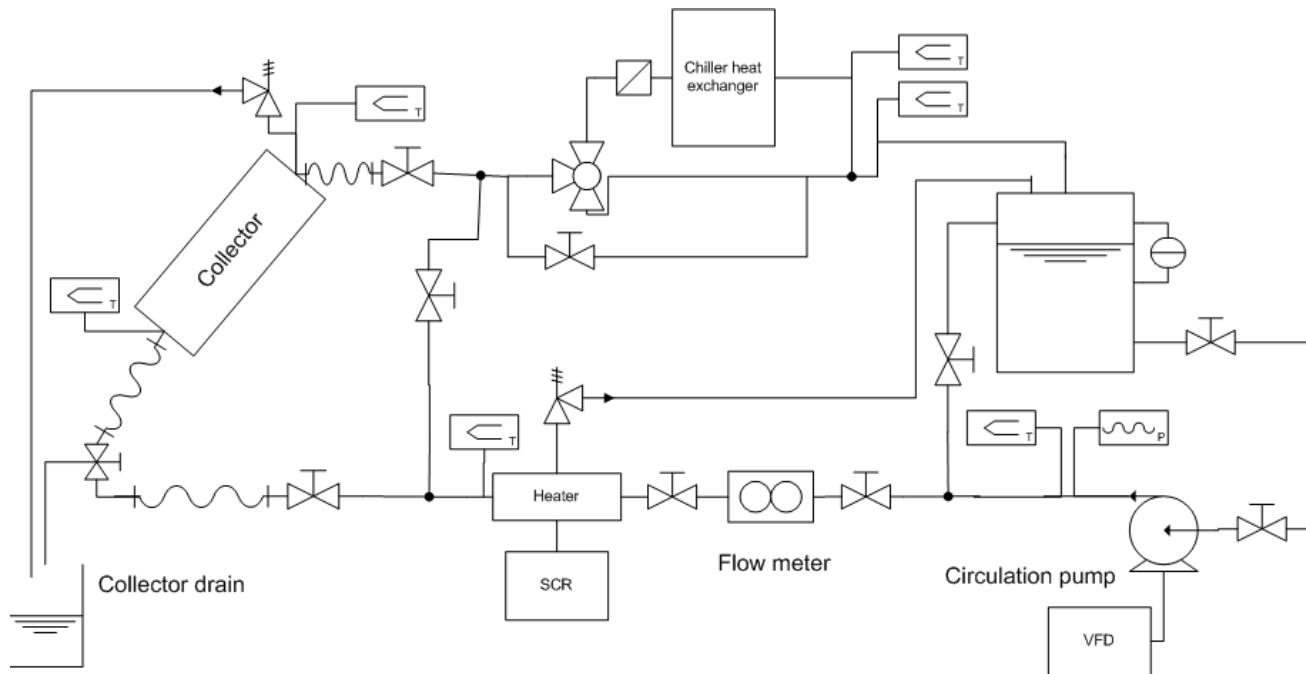 Chiller heat
exchanger
T
T
T
Collector
T
T
Heater
T
P
Flow meter
SCR
Collector drain
Circulation pump
VFD